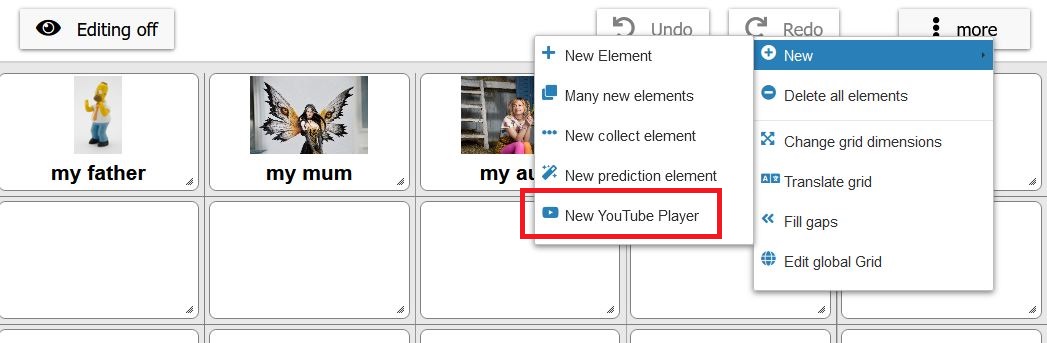 Editing off
Undo
Redo
more
New Element
Many new elements
New collect element
New prediction element
New YouTube Player
New
Delete all elements
Change grid dimensions
Translate grid
Fill gaps
Edit global Grid
my father
my mum
my